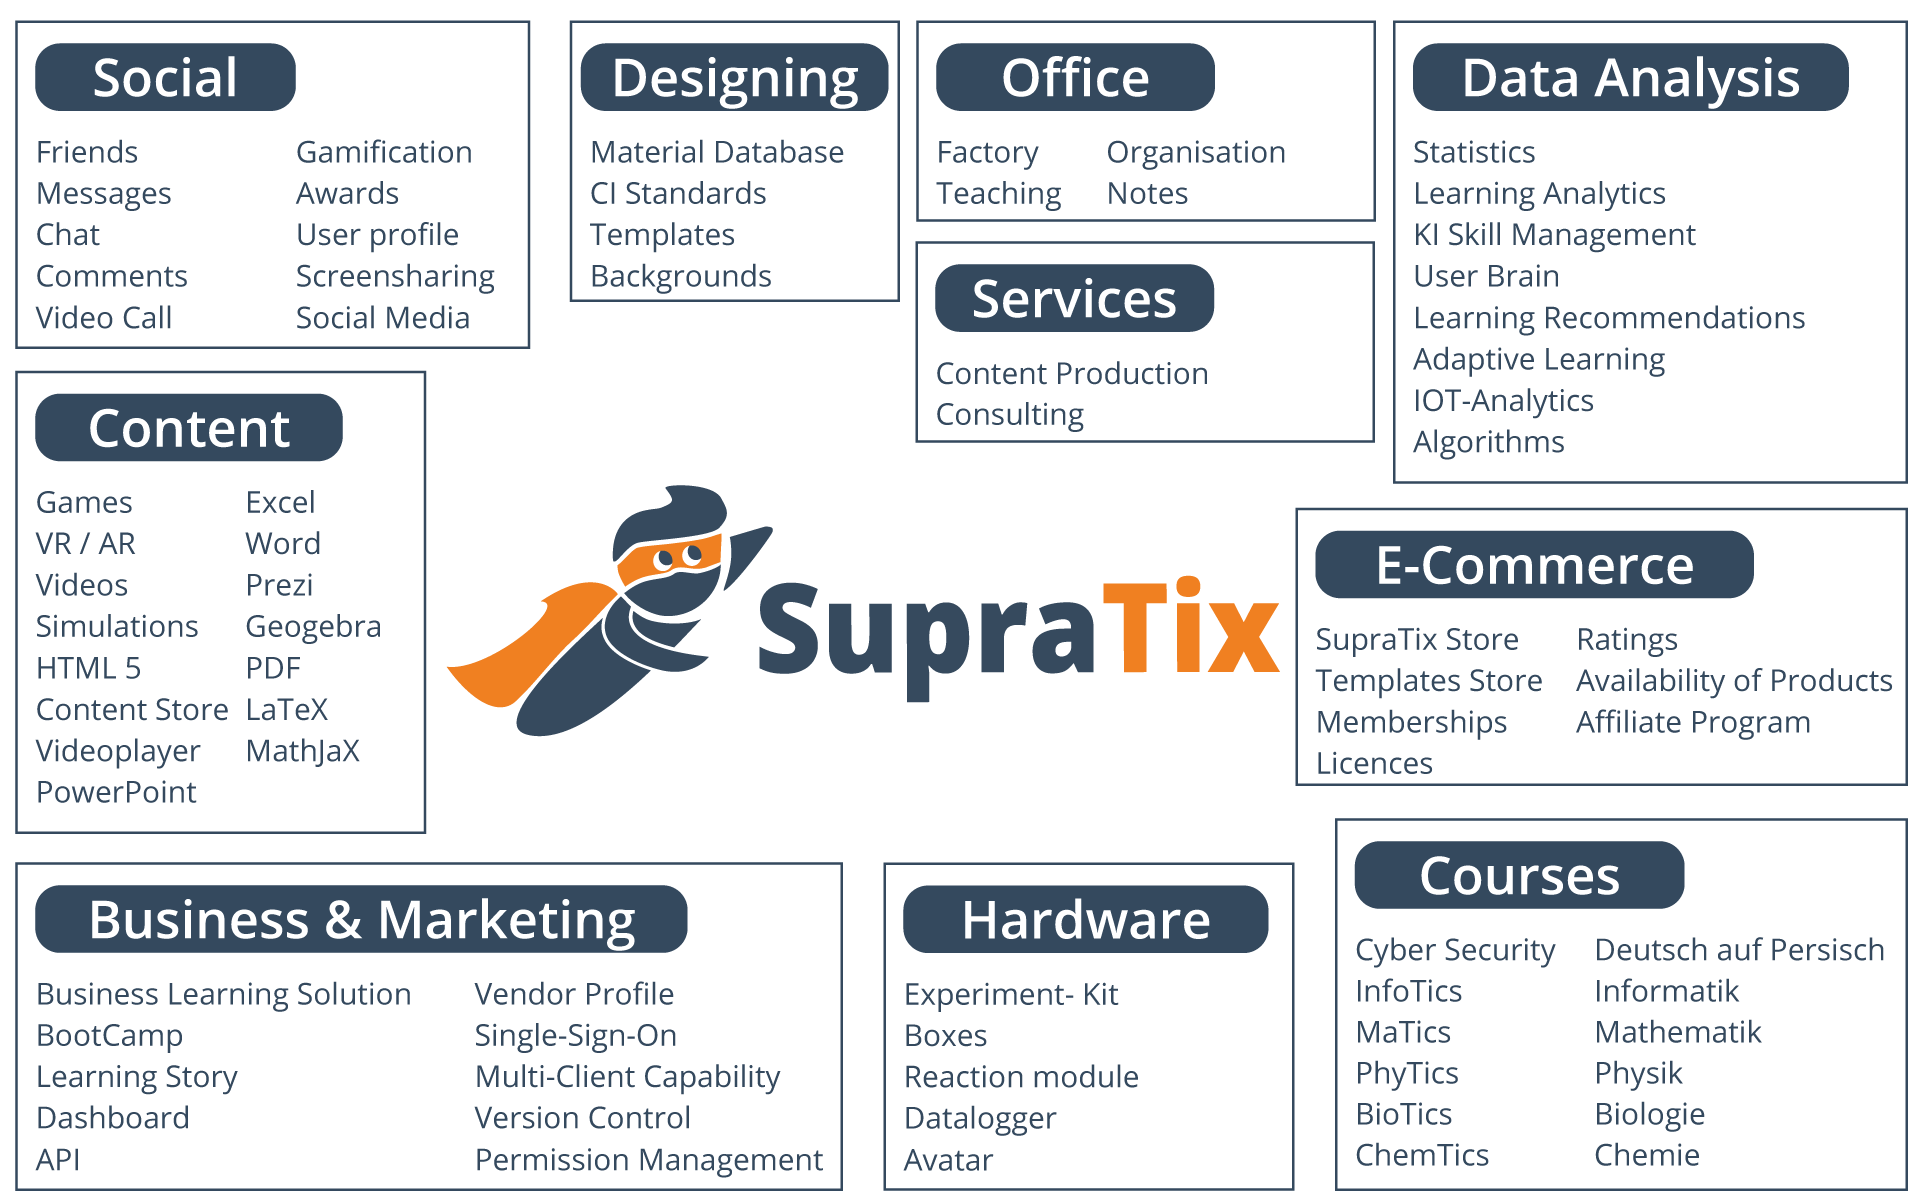 Social
Friends
Messages
Chat
Comments
Video Call
Gamification
Awards
User profile
Screensharing
Social Media
Designing
Material Database
CI Standards
Templates
Backgrounds
Office
Factory
Teaching
Organisation
Notes
Services
Content Production
Consulting
Data Analysis
Statistics
Learning Analytics
KI Skill Management
User Brain
Learning Recommendations
Adaptive Learning
IOT-Analytics
Algorithms
Content
Games
VR / AR
Videos
Simulations
HTML 5
Content Store
Videoplayer
PowerPoint
Excel
Word
Prezi
Geogebra
PDF
LaTeX
MathJaX
SupraTix
E-Commerce
SupraTix Store
Templates Store
Memberships
Licences
Ratings
Availability of Products
Affiliate Program
Business & Marketing
Business Learning Solution
BootCamp
Learning Story
Dashboard
API
Vendor Profile
Single-Sign-On
Multi-Client Capability
Version Control
Permission Management
Hardware
Experiment- Kit
Boxes
Reaction module
Datalogger
Avatar
Courses
Cyber Security
InfoTics
MaTics
PhyTics
BioTics
ChemTics
Deutsch auf Persisch
Informatik
Mathematik
Physik
Biologie
Chemie